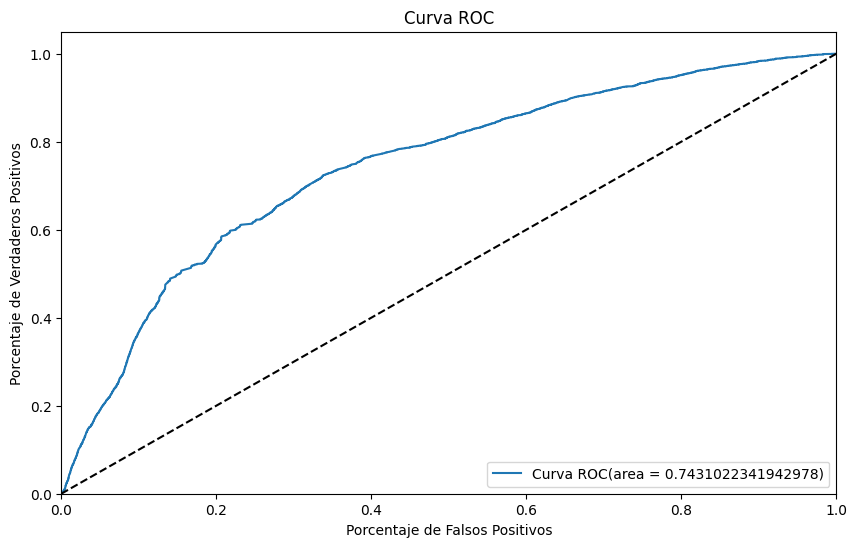 Curva ROC
1.0
0.8
0.6
0.4
0.2
0.0
Porcentaje de Verdaderos Positivos
Curva ROC(area = 0.7431022341942978)
0.0 0.2 0.4 0.6 0.8 1.0
Porcentaje de Falsos Positivos